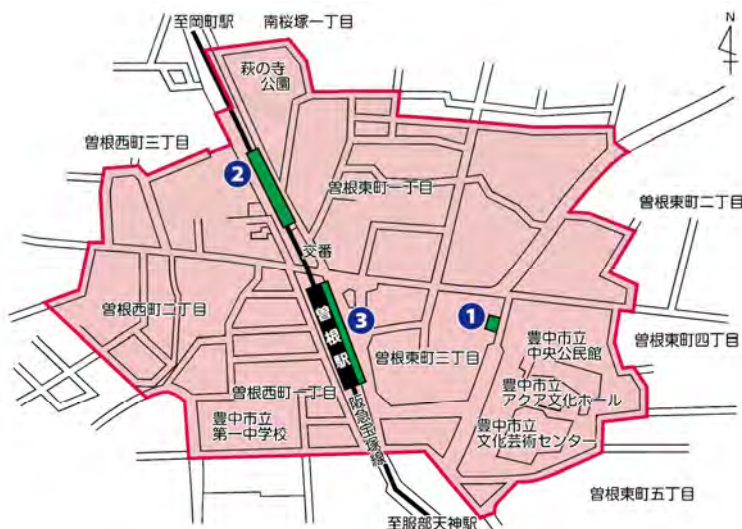 至岡町駅
南桜塚一丁目
N
萩の寺
公園
曽根西町三丁目
2
曽根東町一丁目
曽根東町二丁目
交番
曽根西町二丁目
曽根駅
3
1
豊中市立
中央公民館
曽根東町四丁目
曽根東町三丁目
豊中市立
アクア文化ホール
曽根西町一丁目
豊中市立
第一中学校
阪急宝塚線
豊中市立
文化芸術センター
曽根東町五丁目
至服部天神駅